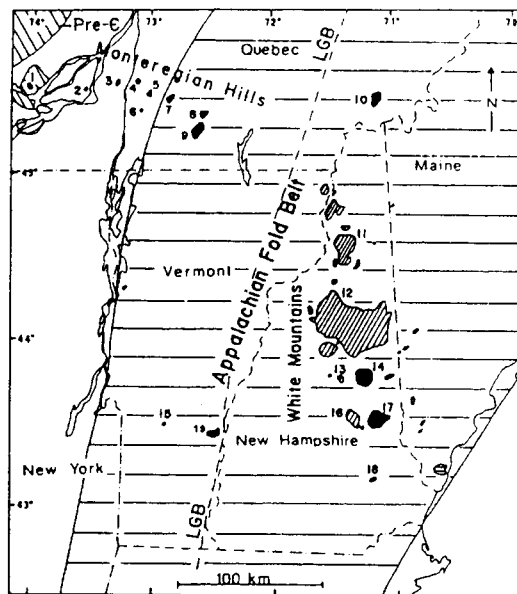 74° 73° 72° 71° 70°
Pre-Є
Quebec
LGB
Monteregian Hills
1
2
3
4
5
6
7
8
9
10
N
45°
Maine
Appalachian Fold Belt
11
Vermont
12
White Mountains
44°
13
14
6
15
19
16
17
New York
New Hampshire
18
43°
LGB
100 km